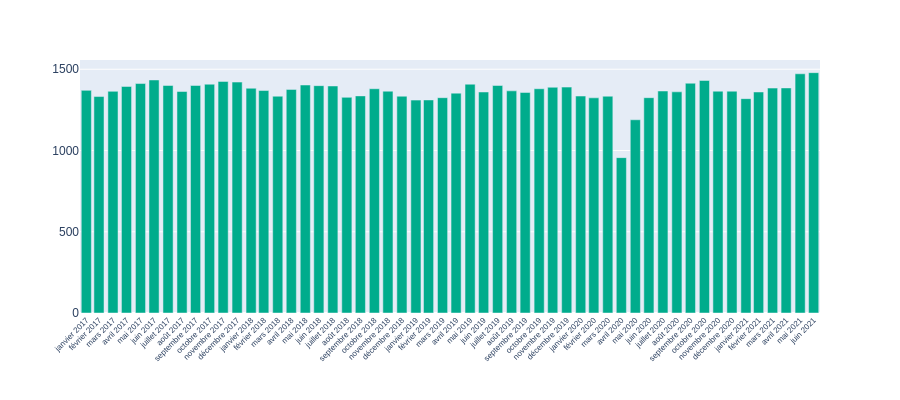 1500
1000
500
0
janvier 2017
février 2017
mars 2017
avril 2017
mai 2017
juin 2017
juillet 2017
août 2017
septembre 2017
octobre 2017
novembre 2017
décembre 2017
janvier 2018
février 2018
mars 2018
avril 2018
mai 2018
juin 2018
juillet 2018
août 2018
septembre 2018
octobre 2018
novembre 2018
décembre 2018
janvier 2019
février 2019
mars 2019
avril 2019
mai 2019
juin 2019
juillet 2019
août 2019
septembre 2019
octobre 2019
novembre 2019
décembre 2019
janvier 2020
février 2020
mars 2020
avril 2020
mai 2020
juin 2020
juillet 2020
août 2020
septembre 2020
octobre 2020
novembre 2020
décembre 2020
janvier 2021
février 2021
mars 2021
avril 2021
mai 2021
juin 2021